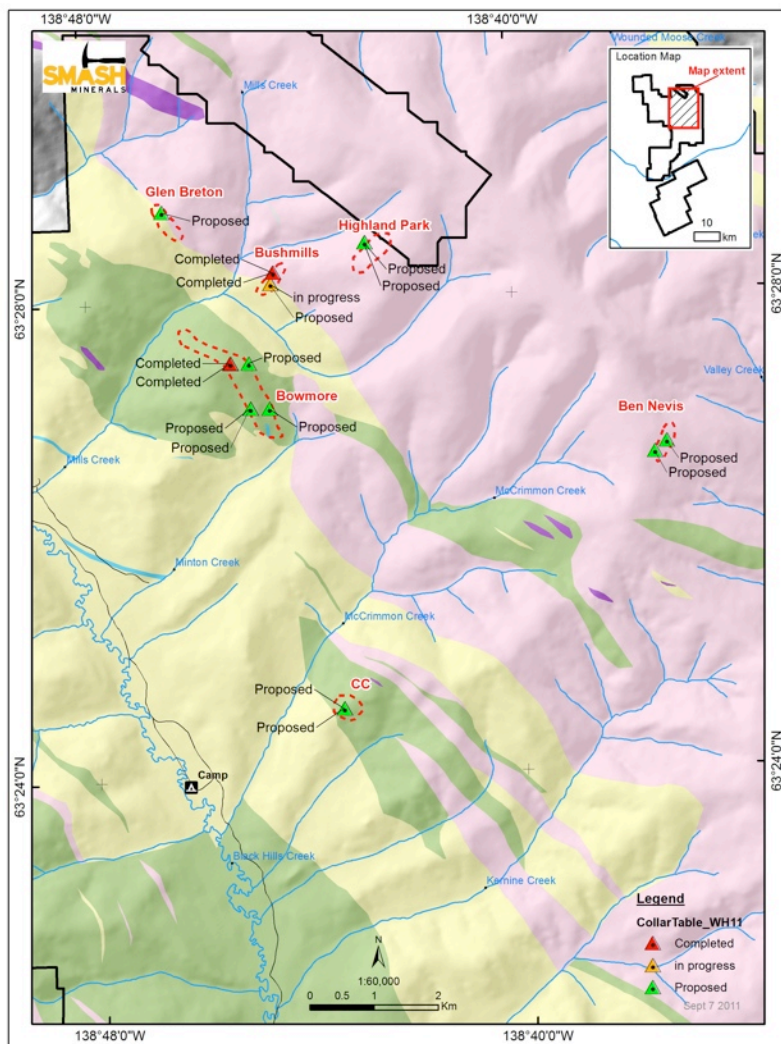 138°48'0"W
138°40'0"W
SMASH
MINERALS
Mills Creek
Wounded Moose Creek
Location Map
Map extent
10
km
Glen Breton
Proposed
Highland Park
Proposed
Proposed
Bushmills
Completed
Completed
in progress
Proposed
63°28'0"N
63°28'0"N
Completed
Completed
Proposed
Bowmore
Proposed
Proposed
Proposed
Valley Creek
Ben Nevis
Proposed
Proposed
Mills Creek
McCrimmon Creek
Minton Creek
McCrimmon Creek
CC
Proposed
Proposed
63°24'0"N
63°24'0"N
Camp
Black Hills Creek
Kernine Creek
N
1:60,000
0 0.5 1 2
Km
Legend
CollarTable_WH11
Completed
in progress
Proposed
Sept 7 2011
138°48'0"W
138°40'0"W